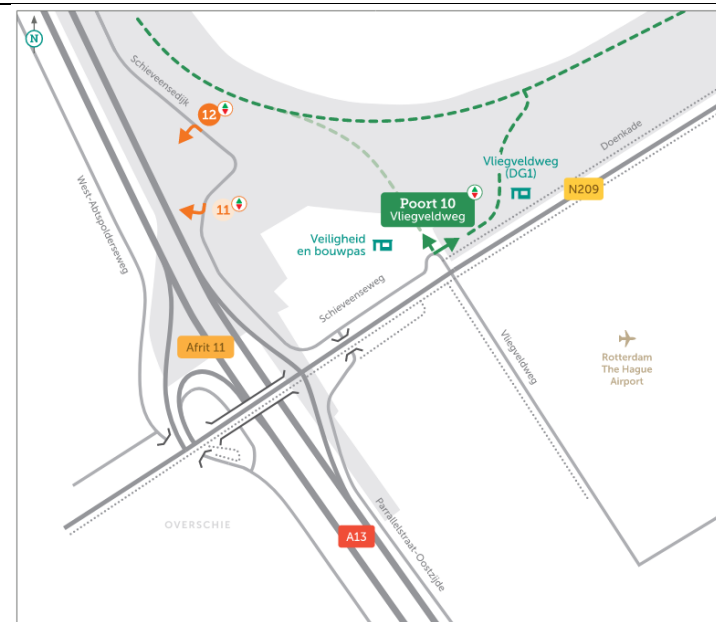 N
Schieveensedijk
12
West-Abtspolderseweg
11
Vliegveldweg
(DG1)
Doenkade
N209
Poort 10
Vliegveldweg
Veiligheid
en bouwpas
Schieveenseweg
Vliegveldweg
Rotterdam
The Hague
Airport
Afrit 11
OVERSCHIE
A13
Parrallelstraat-Oostzijde